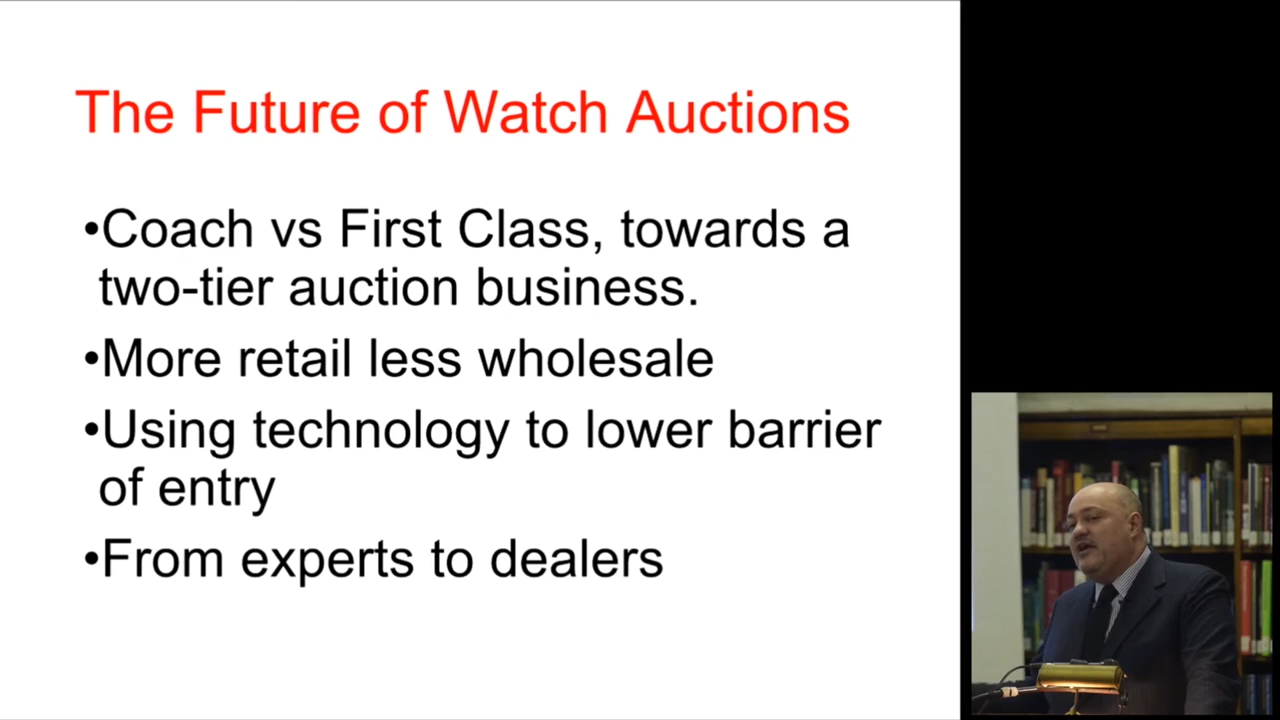 The Future of Watch Auctions
•Coach vs First Class, towards a
two-tier auction business.
•More retail less wholesale
•Using technology to lower barrier
of entry
•From experts to dealers